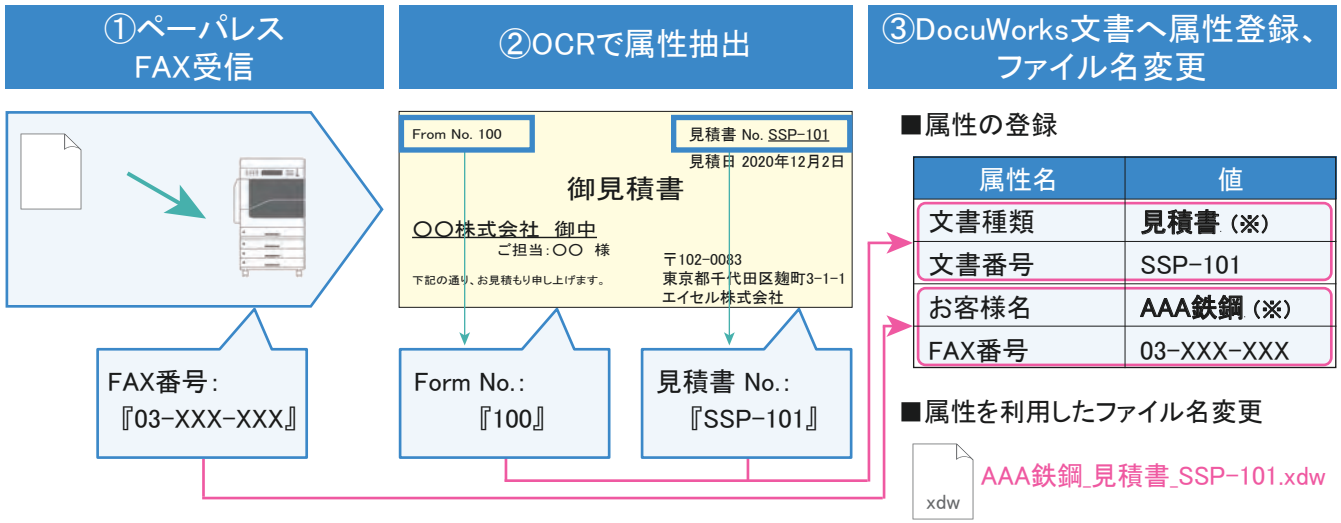 ①ペーパレス
FAX受信
②OCRで属性抽出
③DocuWorks文書へ属性登録、
ファイル名変更
From No. 100
見積書 No. SSP-101
見積日 2020年12月2日
御見積書
〇〇株式会社 御中
ご担当:〇〇 様
下記の通り、お見積もり申し上げます。
〒102-0083
東京都千代田区麹町3-1-1
エイセル株式会社
FAX番号:
『03-XXX-XXX』
Form No.:
『100』
見積書 No.:
『SSP-101』
■属性の登録
属性名 値
文書種類 見積書 (※)
文書番号 SSP-101
お客様名 AAA鉄鋼 (※)
FAX番号 03-XXX-XXX
■属性を利用したファイル名変更
AAA鉄鋼_見積書_SSP-101.xdw
xdw